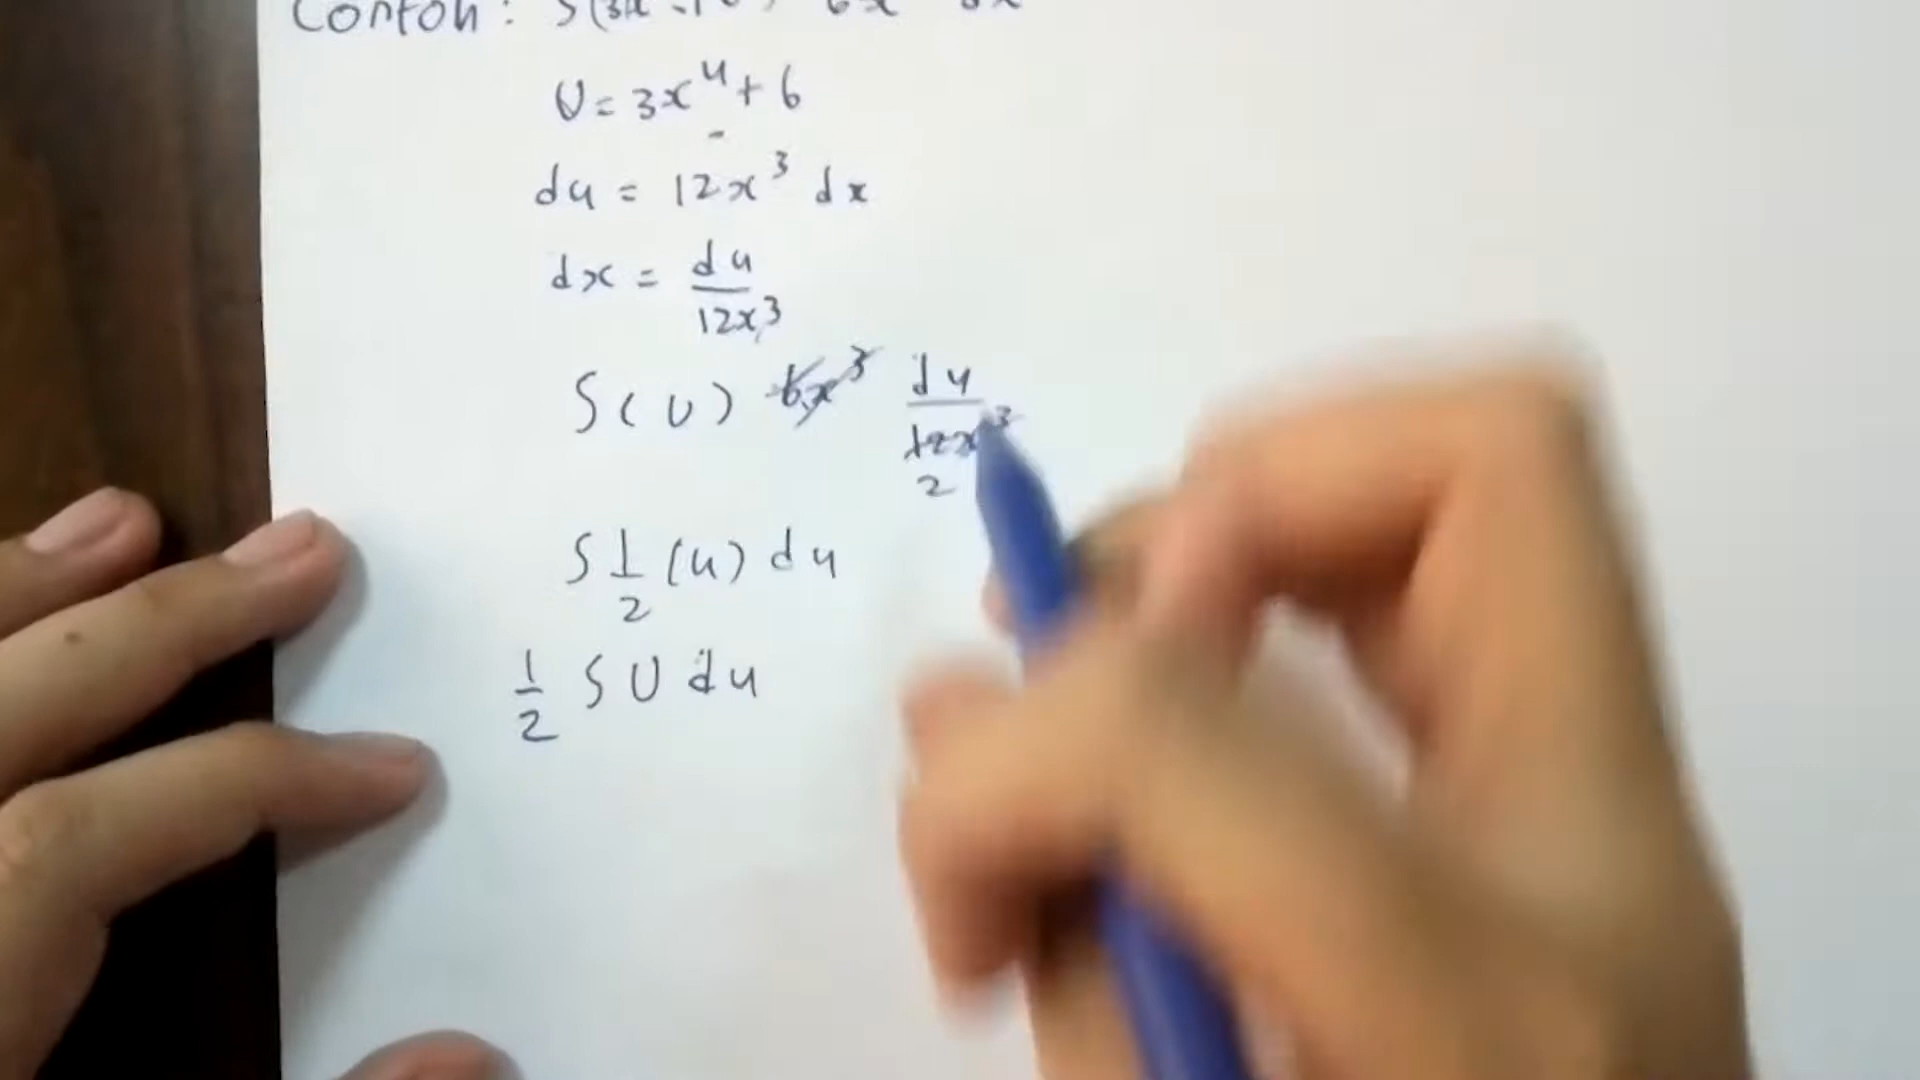 Contoh :
U = 3x⁴ + 6
du = 12x³ dx
dx = du/12x³
∫(U) 6x³ du/12x³
2
∫ 1/2 (u) du
1/2 ∫ U du